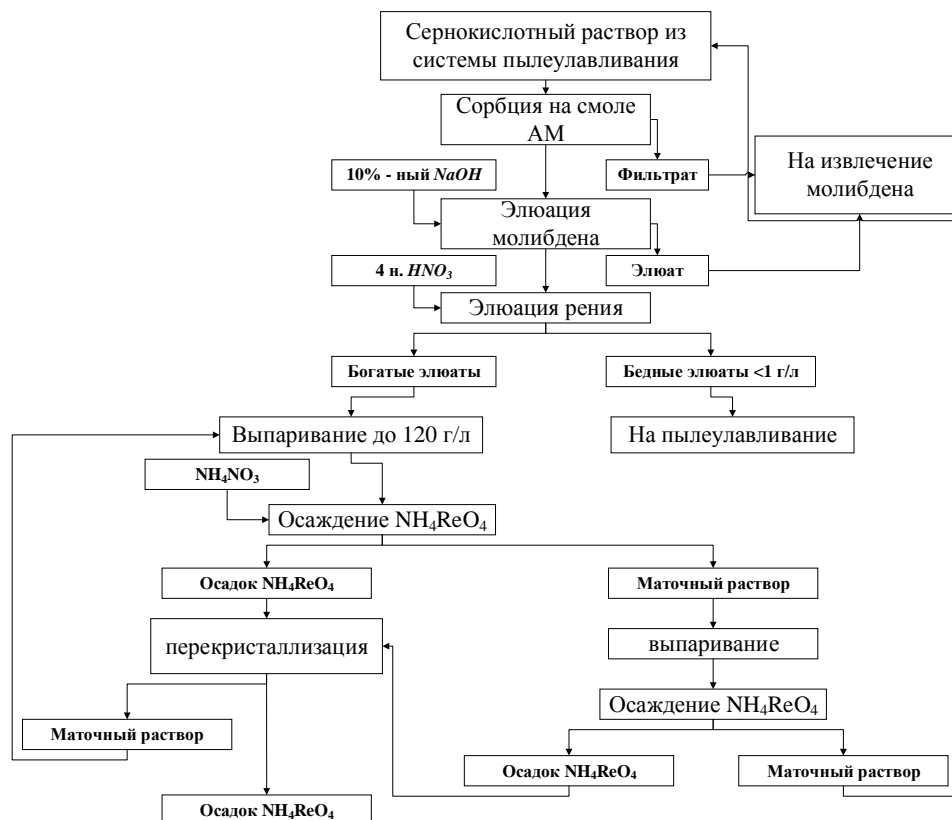 Сернокислотный раствор из
системы пылеулавливания
Сорбция на смоле
АМ
10% - ный NaOH
Фильтрат
На извлечение
молибдена
Элюация
молибдена
4 н. HNO₃
Элюат
Элюация рения
Богатые элюаты
Бедные элюаты <1 г/л
Выпаривание до 120 г/л
На пылеулавливание
NH₄NO₃
Осаждение NH₄ReO₄
Осадок NH₄ReO₄
Маточный раствор
перекристаллизация
выпаривание
Осаждение NH₄ReO₄
Маточный раствор
Осадок NH₄ReO₄
Маточный раствор
Осадок NH₄ReO₄